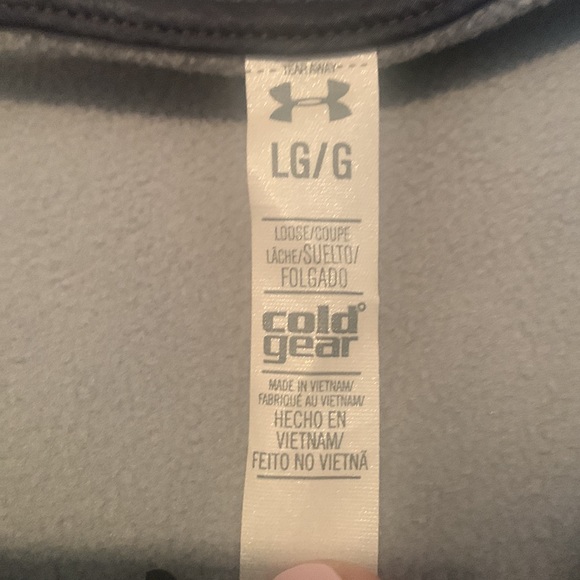 TEAR AWAY
LG/G
LOOSE/COUPE
LÂCHE/SUELTO/
FOLGADO
cold
gear
MADE IN VIETNAM/
FABRIQUÉ AU VIETNAM/
HECHO EN
VIETNAM/
FEITO NO VIETNÃ